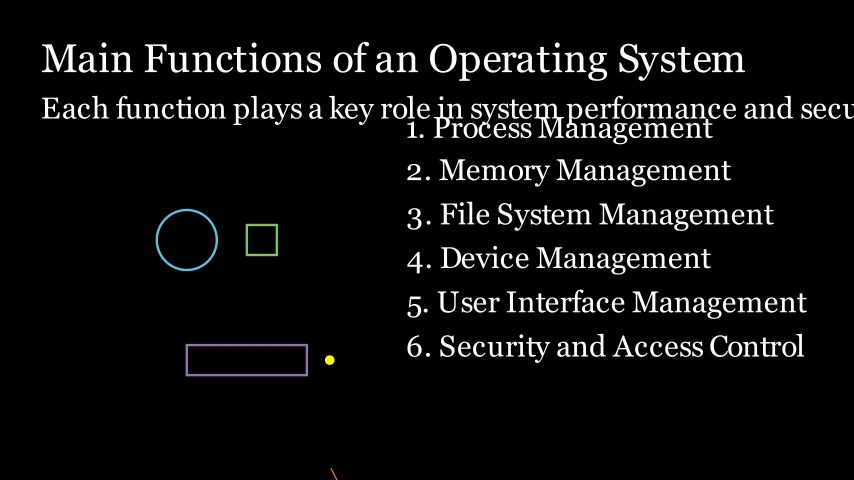 Main Functions of an Operating System
Each function plays a key role in system performance and secu
1. Process Management
2. Memory Management
3. File System Management
4. Device Management
5. User Interface Management
6. Security and Access Control